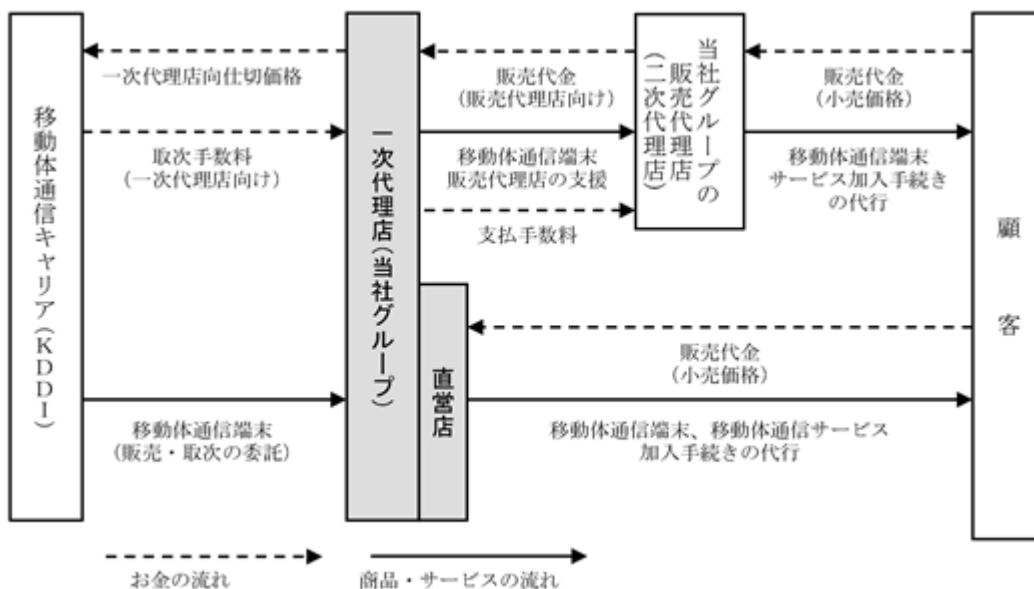 移動体通信キャリア(KDDI)
一次代理店向仕切価格
取次手数料
(一次代理店向け)
移動体通信端末
(販売・取次の委託)
一次代理店(当社グループ)
直営店
販売代金
(販売代理店向け)
移動体通信端末
販売代理店の支援
支払手数料
当社グループの
販売代理店
(二次代理店)
販売代金
(小売価格)
移動体通信端末
サービス加入手続き
の代行
販売代金
(小売価格)
移動体通信端末、移動体通信サービス
加入手続きの代行
顧客
お金の流れ
商品・サービスの流れ